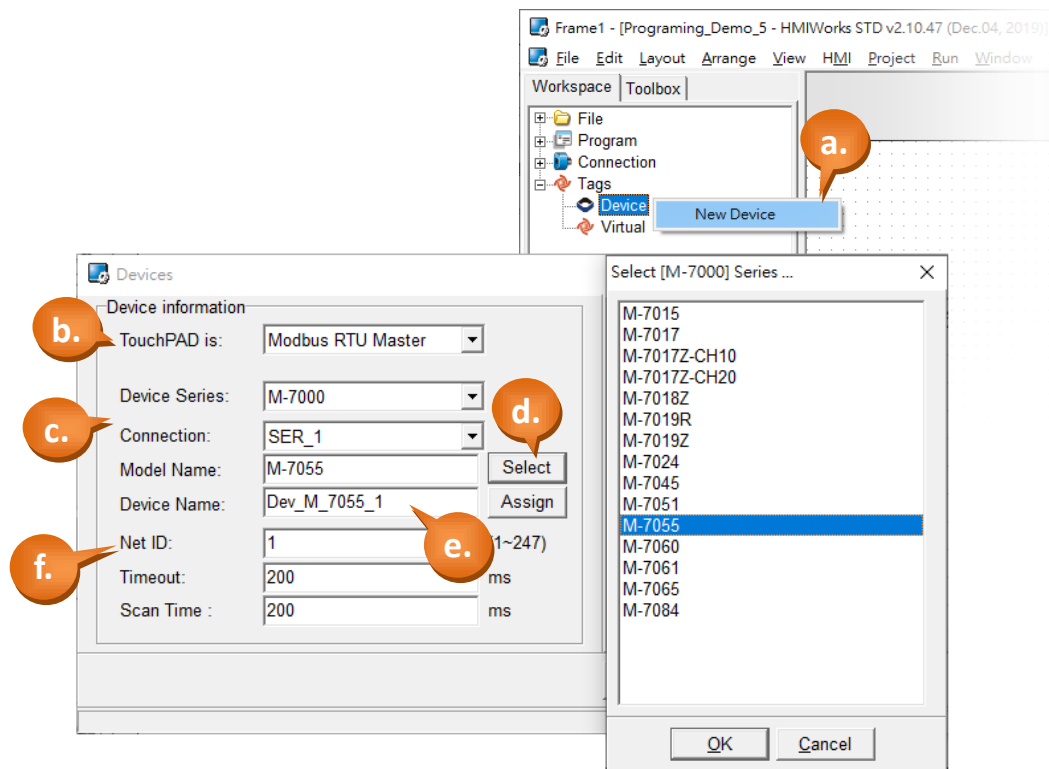 Frame1 - [Programing_Demo_5 - HMIWorks STD v2.10.47 (Dec.04, 2019)]
File Edit Layout Arrange View HMI Project Run Window
Workspace Toolbox
File
Program
a.
Connection
Tags
Device
New Device
Virtual
Devices
Device information
b.
TouchPAD is: Modbus RTU Master
Device Series: M-7000
c.
d.
Connection: SER_1
Model Name: M-7055 Select
Device Name: Dev_M_7055_1 Assign
e.
Net ID: 1 (1~247)
f.
Timeout: 200 ms
Scan Time : 200 ms
Select [M-7000] Series ...
M-7015
M-7017
M-7017Z-CH10
M-7017Z-CH20
M-7018Z
M-7019R
M-7019Z
M-7024
M-7045
M-7051
M-7055
M-7060
M-7061
M-7065
M-7084
OK Cancel